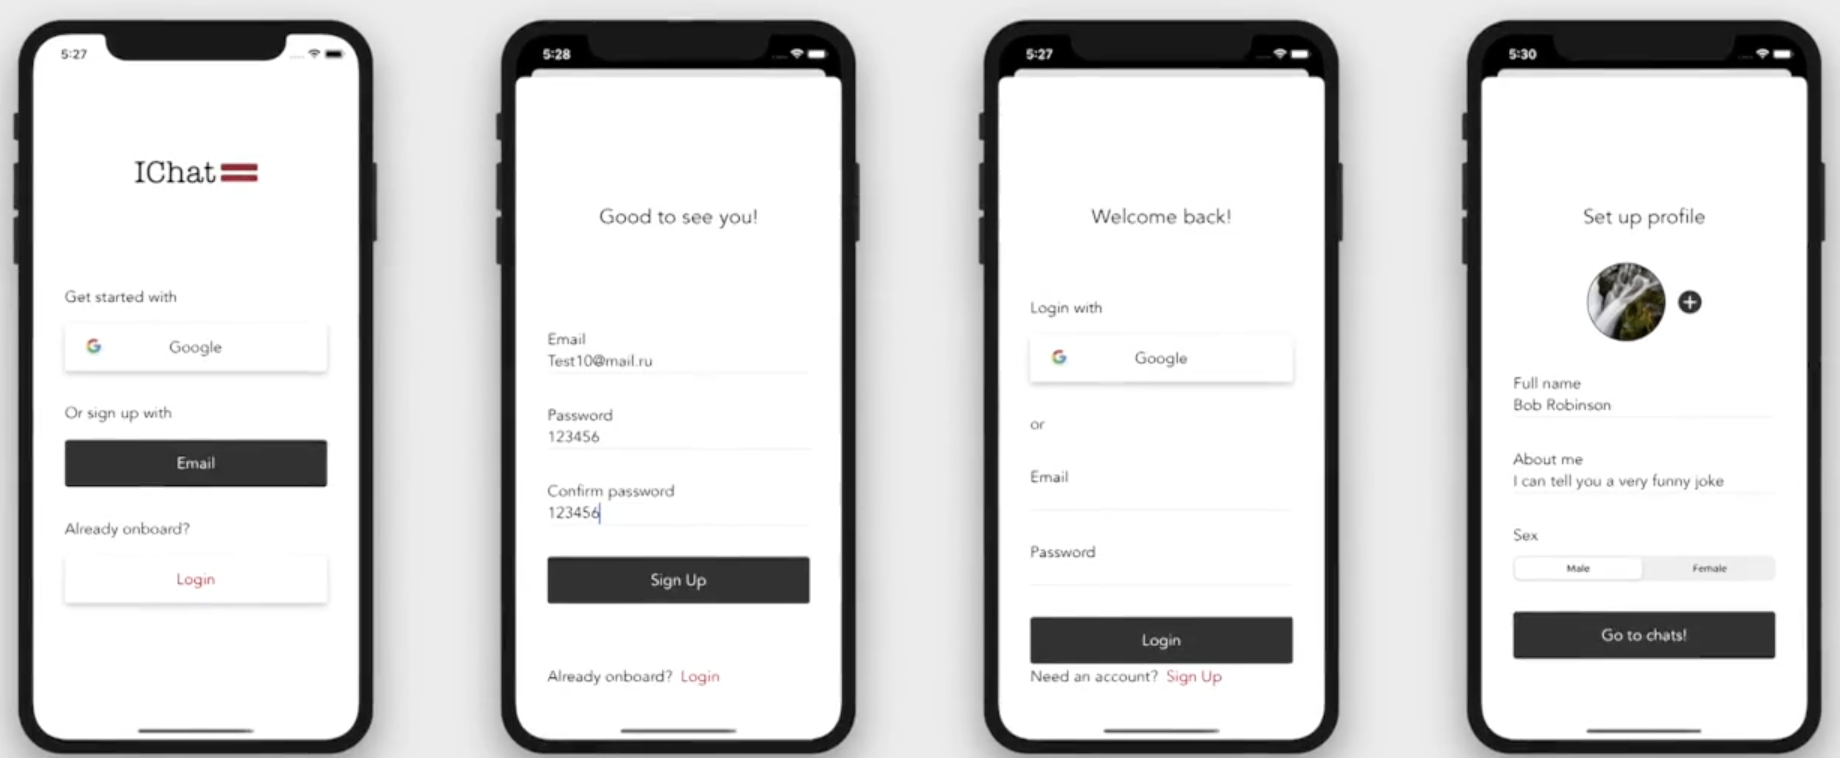 5:27
IChat
Get started with
Google
Or sign up with
Email
Already onboard?
Login
5:28
Good to see you!
Email
Test10@mail.ru
Password
123456
Confirm password
123456
Sign Up
Already onboard? Login
5:27
Welcome back!
Login with
Google
or
Email
Password
Login
Need an account? Sign Up
5:30
Set up profile
Full name
Bob Robinson
About me
I can tell you a very funny joke
Sex
Male Female
Go to chats!